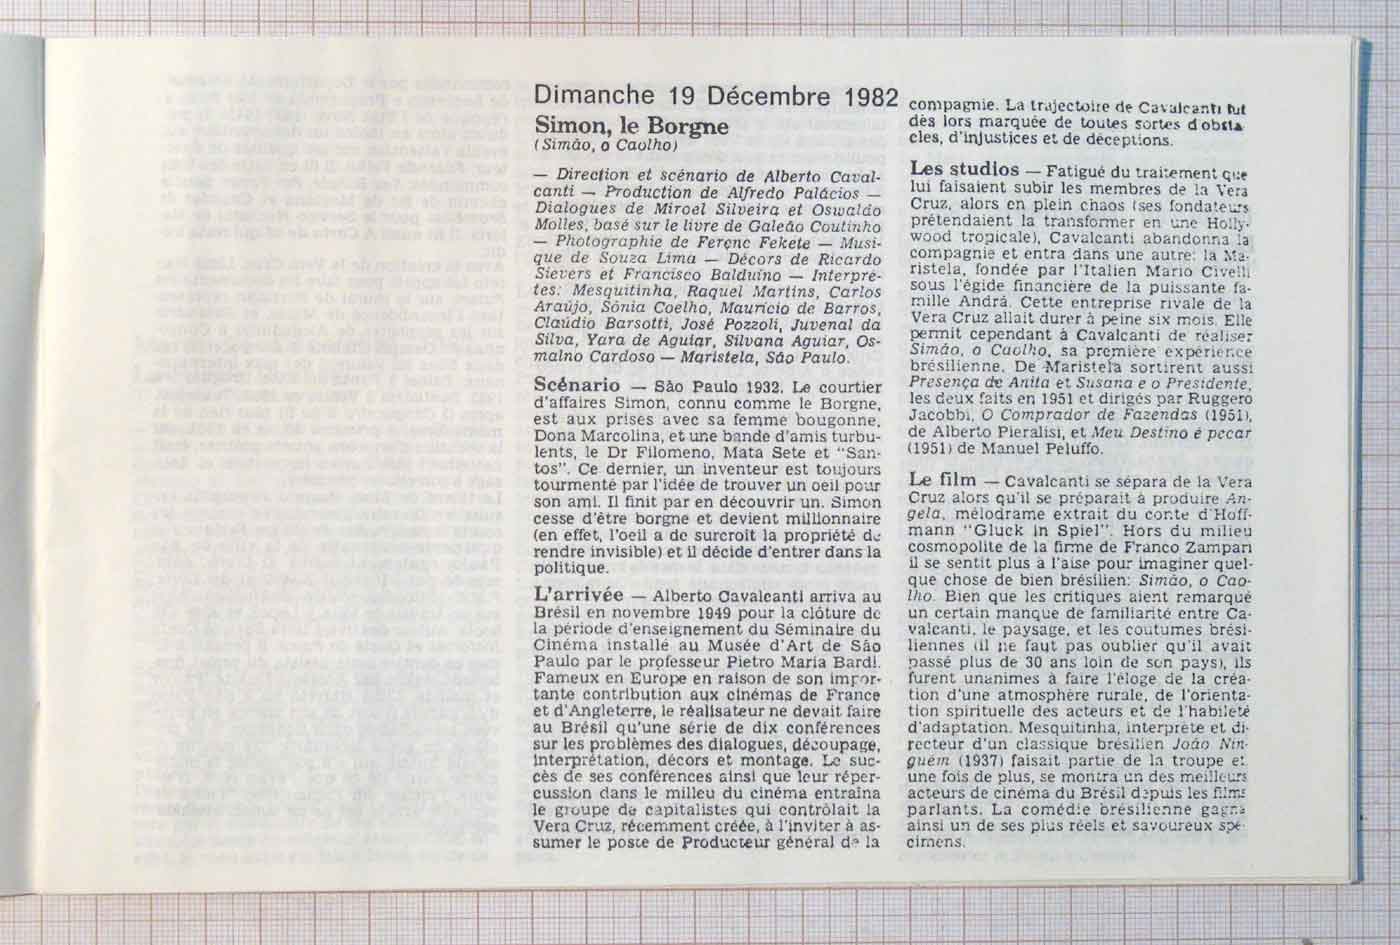 Dimanche 19 Décembre 1982
Simon, le Borgne
(Simão, o Caolho)
— Direction et scénario de Alberto Caval-
canti — Production de Alfredo Palácios —
Dialogues de Miroel Silveira et Oswaldo
Molles, basé sur le livre de Galeão Coutinho
— Photographie de Ferenc Fekete — Musi-
que de Souza Lima — Décors de Ricardo
Sievers et Francisco Balduíno — Interprè-
tes: Mesquitinha, Raquel Martins, Carlos
Araújo, Sônia Coelho, Maurício de Barros,
Claúdio Barsotti, José Pozzoli, Juvenal da
Silva, Yara de Aguiar, Silvana Aguiar, Os-
malno Cardoso — Maristela, São Paulo.
Scénario — São Paulo 1932. Le courtier
d'affaires Simon, connu comme le Borgne,
est aux prises avec sa femme bougonne,
Dona Marcolina, et une bande d'amis turbu-
lents, le Dr Filomeno, Mata Sete et "San-
tos". Ce dernier, un inventeur est toujours
tourmenté par l'idée de trouver un oeil pour
son ami. Il finit par en découvrir un. Simon
cesse d'être borgne et devient millionnaire
(en effet, l'oeil a de surcroît la propriété de
rendre invisible) et il décide d'entrer dans la
politique.
L'arrivée — Alberto Cavalcanti arriva au
Brésil en novembre 1949 pour la clôture de
la période d'enseignement du Séminaire du
Cinéma installé au Musée d'Art de São
Paulo par le professeur Pietro Maria Bardi.
Fameux en Europe en raison de son impor-
tante contribution aux cinémas de France
et d'Angleterre, le réalisateur ne devait faire
au Brésil qu'une série de dix conférences
sur les problèmes des dialogues, découpage,
interprétation, décors et montage. Le suc-
cès de ses conférences ainsi que leur réper-
cussion dans le milieu du cinéma entraîna
le groupe de capitalistes qui contrôlait la
Vera Cruz, récemment créée, à l'inviter à as-
sumer le poste de Producteur général de la
compagnie. La trajectoire de Cavalcanti fut
dès lors marquée de toutes sortes d'obsta-
cles, d'injustices et de déceptions.
Les studios — Fatigué du traitement que
lui faisaient subir les membres de la Vera
Cruz, alors en plein chaos (ses fondateurs
prétendaient la transformer en une Holly-
wood tropicale), Cavalcanti abandonna la
compagnie et entra dans une autre: la Ma-
ristela, fondée par l'Italien Mario Civelli
sous l'égide financière de la puissante fa-
mille Andrá. Cette entreprise rivale de la
Vera Cruz allait durer à peine six mois. Elle
permit cependant à Cavalcanti de réaliser
Simão, o Caolho, sa première expérience
brésilienne. De Maristela sortirent aussi
Presença de Anita et Susana e o Presidente,
les deux faits en 1951 et dirigés par Ruggero
Jacobbi, O Comprador de Fazendas (1951),
de Alberto Pieralisi, et Meu Destino é pecar
(1951) de Manuel Peluffo.
Le film — Cavalcanti se sépara de la Vera
Cruz alors qu'il se préparait à produire An-
gela, mélodrame extrait du conte d'Hoff-
mann "Gluck in Spiel". Hors du milieu
cosmopolite de la firme de Franco Zampari
il se sentit plus à l'aise pour imaginer quel-
que chose de bien brésilien: Simão, o Cao-
lho. Bien que les critiques aient remarqué
un certain manque de familiarité entre Ca-
valcanti, le paysage, et les coutumes brési-
liennes (il ne faut pas oublier qu'il avait
passé plus de 30 ans loin de son pays), ils
furent unanimes à faire l'éloge de la créa-
tion d'une atmosphère rurale, de l'orienta-
tion spirituelle des acteurs et de l'habileté
d'adaptation. Mesquitinha, interprète et di-
recteur d'un classique brésilien João Nin-
guém (1937) faisait partie de la troupe et
une fois de plus, se montra un des meilleurs
acteurs de cinéma du Brésil depuis les films
parlants. La comédie brésilienne gagna
ainsi un de ses plus réels et savoureux spé-
cimens.